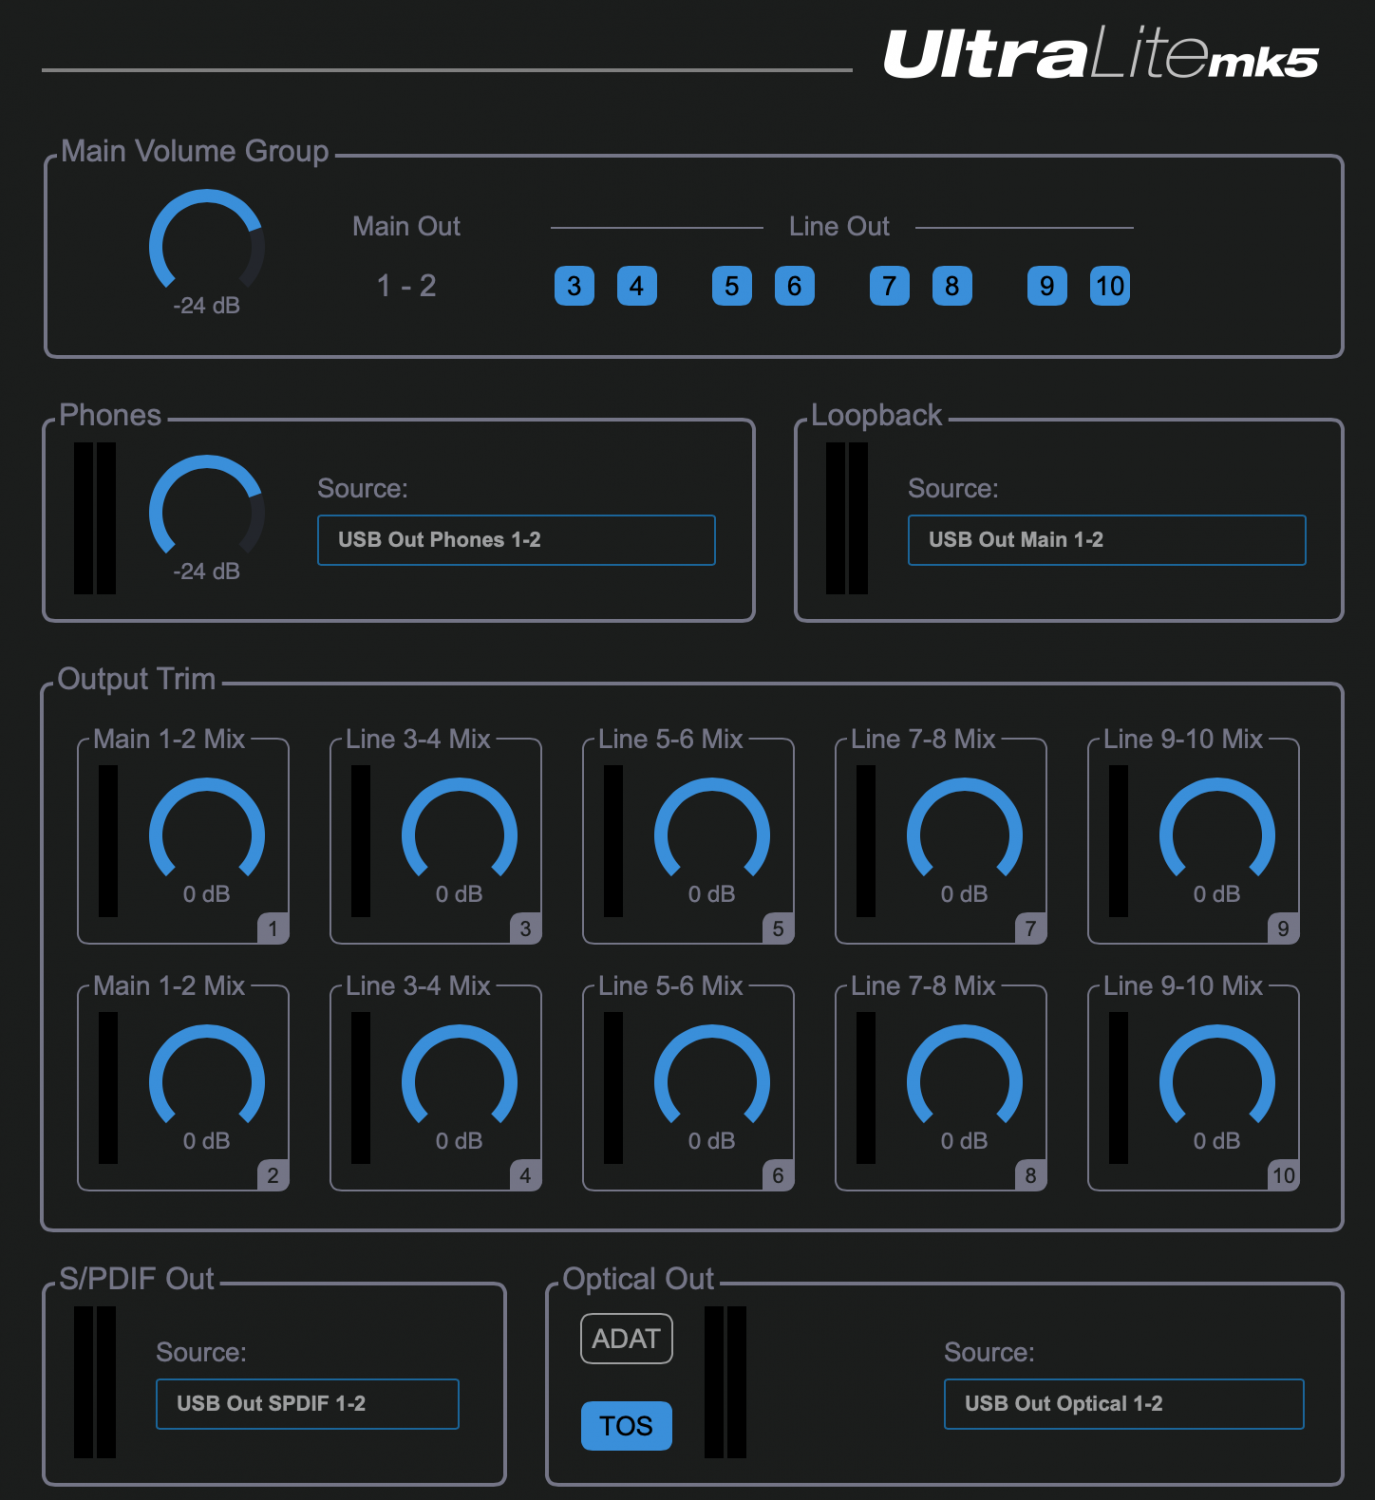 UltraLite mk5
Main Volume Group
Main Out
Line Out
1 - 2
3 4 5 6 7 8 9 10
-24 dB
Phones
Source:
USB Out Phones 1-2
-24 dB
Loopback
Source:
USB Out Main 1-2
Output Trim
Main 1-2 Mix Line 3-4 Mix Line 5-6 Mix Line 7-8 Mix Line 9-10 Mix
0 dB 0 dB 0 dB 0 dB 0 dB
1 3 5 7 9
Main 1-2 Mix Line 3-4 Mix Line 5-6 Mix Line 7-8 Mix Line 9-10 Mix
0 dB 0 dB 0 dB 0 dB 0 dB
2 4 6 8 10
S/PDIF Out
Source:
USB Out SPDIF 1-2
Optical Out
ADAT
TOS
Source:
USB Out Optical 1-2